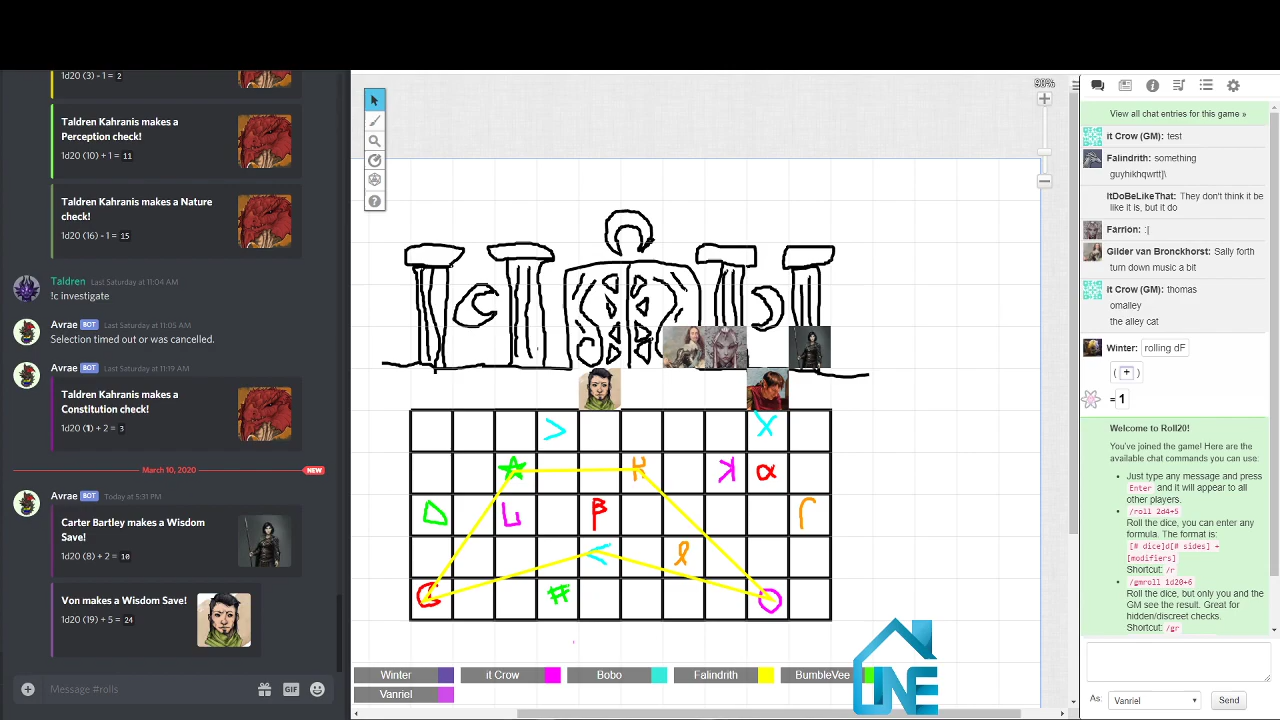 1d20 (3) - 1 = 2
Taldren Kahranis makes a
Perception check!
1d20 (10) + 1 = 11
Taldren Kahranis makes a Nature
check!
1d20 (16) - 1 = 15
Taldren Last Saturday at 11:04 AM
!c investigate
Avrae BOT Last Saturday at 11:05 AM
Selection timed out or was cancelled.
Avrae BOT Last Saturday at 11:19 AM
Taldren Kahranis makes a
Constitution check!
1d20 (1) + 2 = 3
March 10, 2020 NEW
Avrae BOT Today at 5:31 PM
Carter Bartley makes a Wisdom
Save!
1d20 (8) + 2 = 10
Von makes a Wisdom Save!
1d20 (19) + 5 = 24
Message #rolls
GIF
90%
> X
K α
β
<
#
Winter it Crow Bobo Falindrith BumbleVee
Vanriel
UNE
View all chat entries for this game »
it Crow (GM): test
Falindrith: something
guyhikhqwrtt]\
ItDoBeLikeThat: They don't think it be
like it is, but it do
Farrion: :|
Gilder van Bronckhorst: Sally forth
turn down music a bit
it Crow (GM): thomas
omalley
the alley cat
Winter: rolling dF
( + )
= 1
Welcome to Roll20!
You've joined the game! Here are the
available chat commands you can use:
Just type any message and press
Enter and it will appear to
all other players.
/roll 2d4+5
Roll the dice, you can enter any
formula. The format is:
[# dice]d[# sides] +
[modifiers]
Shortcut: /r
/gmroll 1d20+6
Roll the dice, but only you and the
GM see the result. Great for
hidden/discreet checks.
Shortcut: /gr
As: Vanriel Send